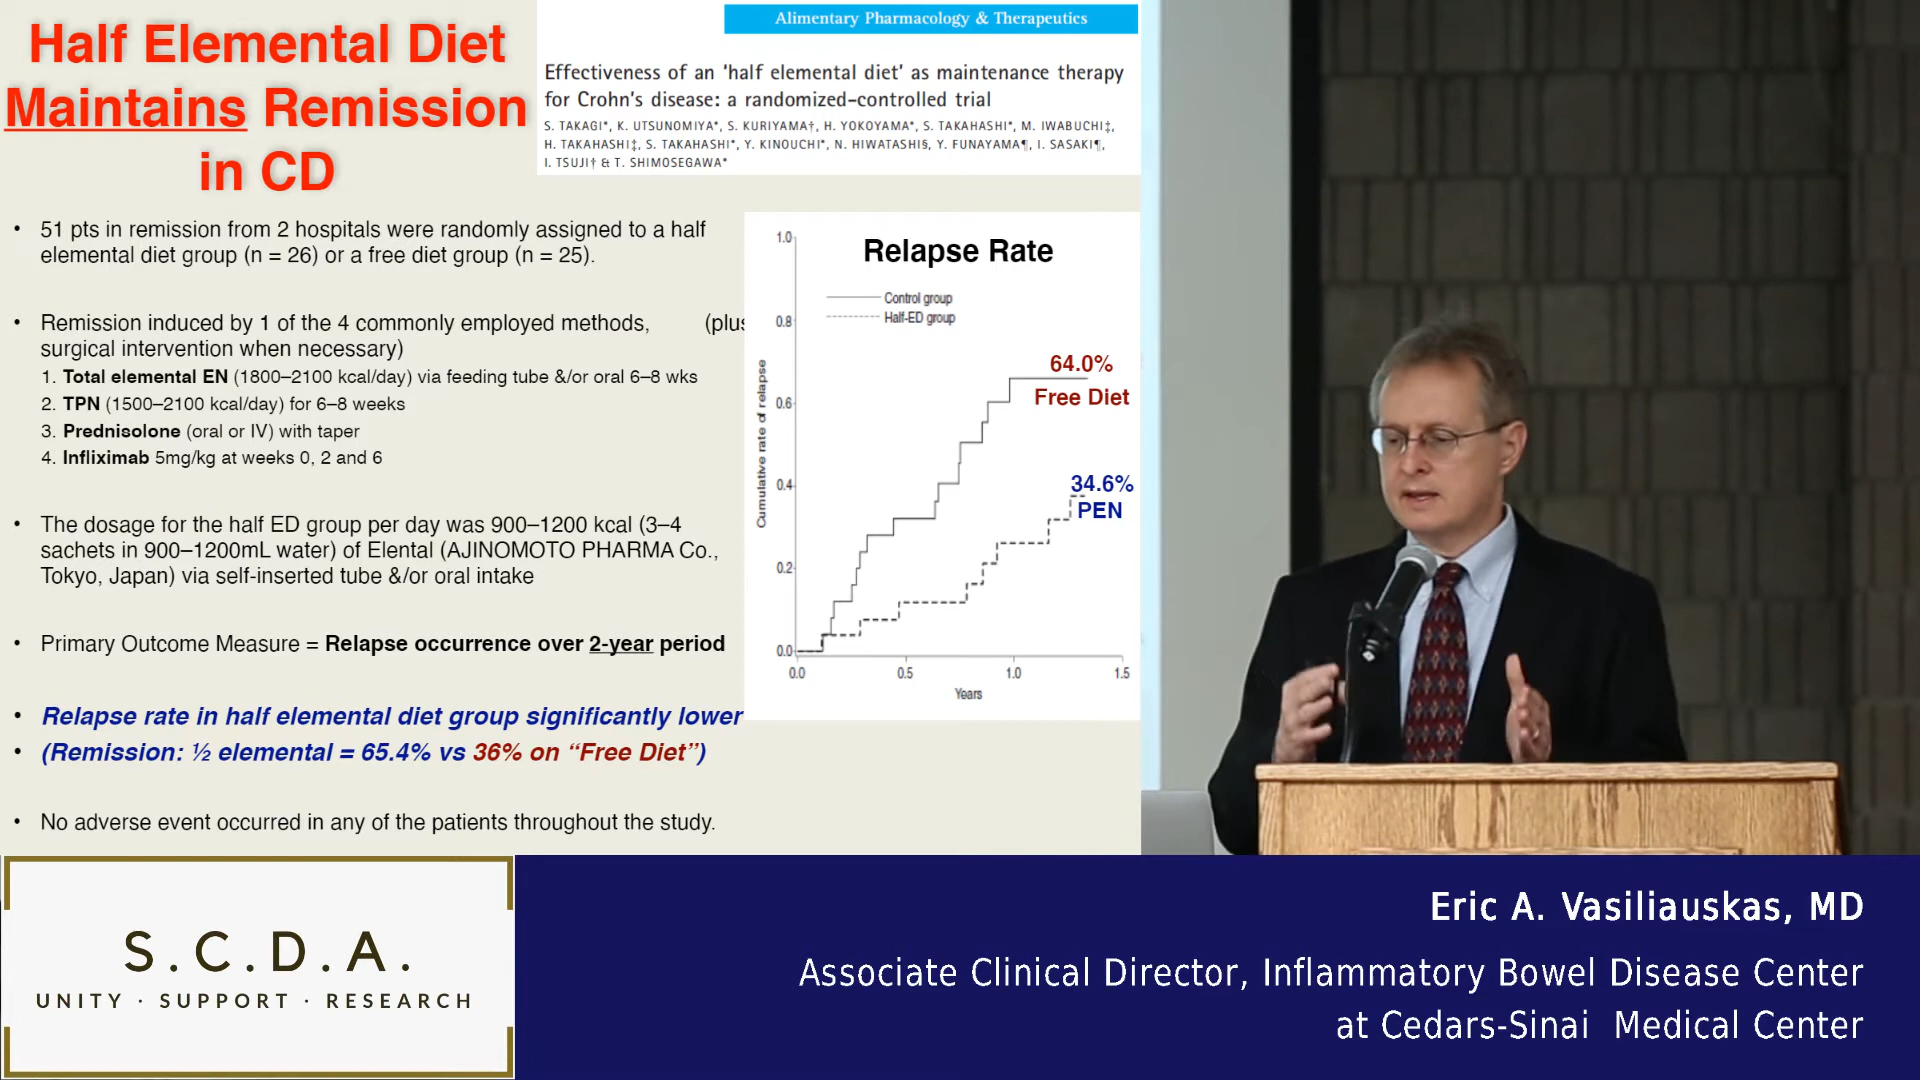 Half Elemental Diet
Maintains Remission
in CD
Alimentary Pharmacology & Therapeutics
Effectiveness of an 'half elemental diet' as maintenance therapy
for Crohn's disease: a randomized-controlled trial
S. TAKAGI*, K. UTSUNOMIYA*, S. KURIYAMA†, H. YOKOYAMA*, S. TAKAHASHI*, M. IWABUCHI‡,
H. TAKAHASHI‡, S. TAKAHASHI*, Y. KINOUCHI*, N. HIWATASHI§, Y. FUNAYAMA¶, I. SASAKI¶,
I. TSUJI† & T. SHIMOSEGAWA*
• 51 pts in remission from 2 hospitals were randomly assigned to a half
elemental diet group (n = 26) or a free diet group (n = 25).
• Remission induced by 1 of the 4 commonly employed methods, (plus
surgical intervention when necessary)
1. Total elemental EN (1800–2100 kcal/day) via feeding tube &/or oral 6–8 wks
2. TPN (1500–2100 kcal/day) for 6–8 weeks
3. Prednisolone (oral or IV) with taper
4. Infliximab 5mg/kg at weeks 0, 2 and 6
• The dosage for the half ED group per day was 900–1200 kcal (3–4
sachets in 900–1200mL water) of Elental (AJINOMOTO PHARMA Co.,
Tokyo, Japan) via self-inserted tube &/or oral intake
• Primary Outcome Measure = Relapse occurrence over 2-year period
• Relapse rate in half elemental diet group significantly lower
• (Remission: ½ elemental = 65.4% vs 36% on “Free Diet”)
• No adverse event occurred in any of the patients throughout the study.
Relapse Rate
Control group
Half-ED group
64.0%
Free Diet
34.6%
PEN
Cumulative rate of relapse
1.0
0.8
0.6
0.4
0.2
0.0
0.0 0.5 1.0 1.5
Years
S.C.D.A.
UNITY · SUPPORT · RESEARCH
Eric A. Vasiliauskas, MD
Associate Clinical Director, Inflammatory Bowel Disease Center
at Cedars-Sinai Medical Center